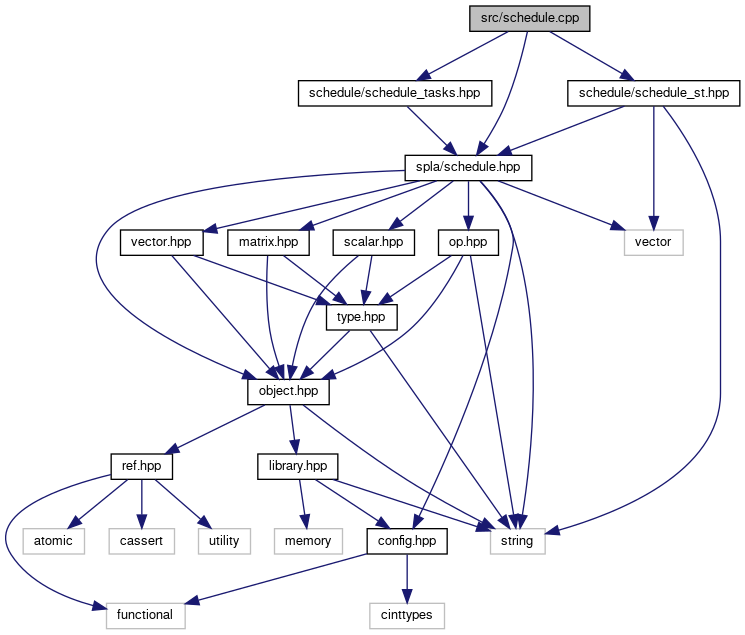 src/schedule.cpp
schedule/schedule_tasks.hpp
schedule/schedule_st.hpp
spla/schedule.hpp
vector.hpp
matrix.hpp
scalar.hpp
op.hpp
vector
type.hpp
object.hpp
ref.hpp
library.hpp
atomic
cassert
utility
memory
config.hpp
string
functional
cinttypes